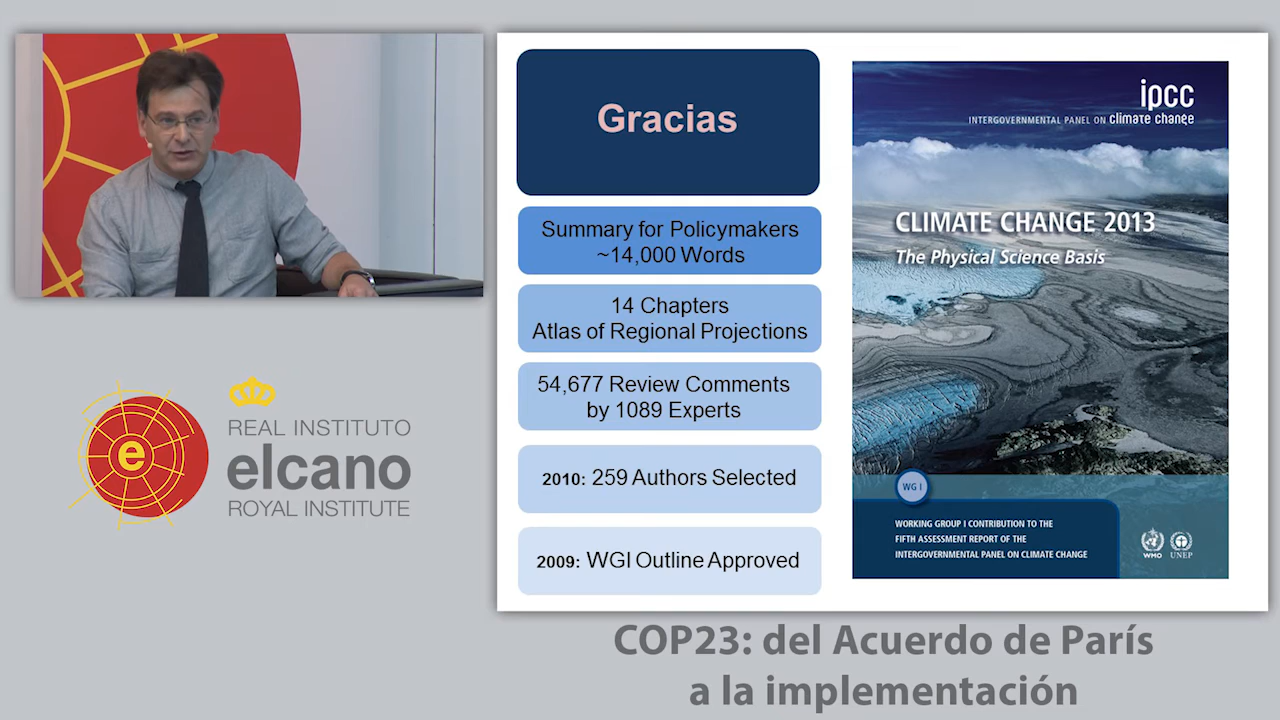 Gracias
Summary for Policymakers
~14,000 Words
14 Chapters
Atlas of Regional Projections
54,677 Review Comments
by 1089 Experts
2010: 259 Authors Selected
2009: WGI Outline Approved
ipcc
INTERGOVERNMENTAL PANEL ON climate change
CLIMATE CHANGE 2013
The Physical Science Basis
WG I
WORKING GROUP I CONTRIBUTION TO THE
FIFTH ASSESSMENT REPORT OF THE
INTERGOVERNMENTAL PANEL ON CLIMATE CHANGE
WMO
UNEP
e
REAL INSTITUTO
elcano
ROYAL INSTITUTE
COP23: del Acuerdo de París
a la implementación